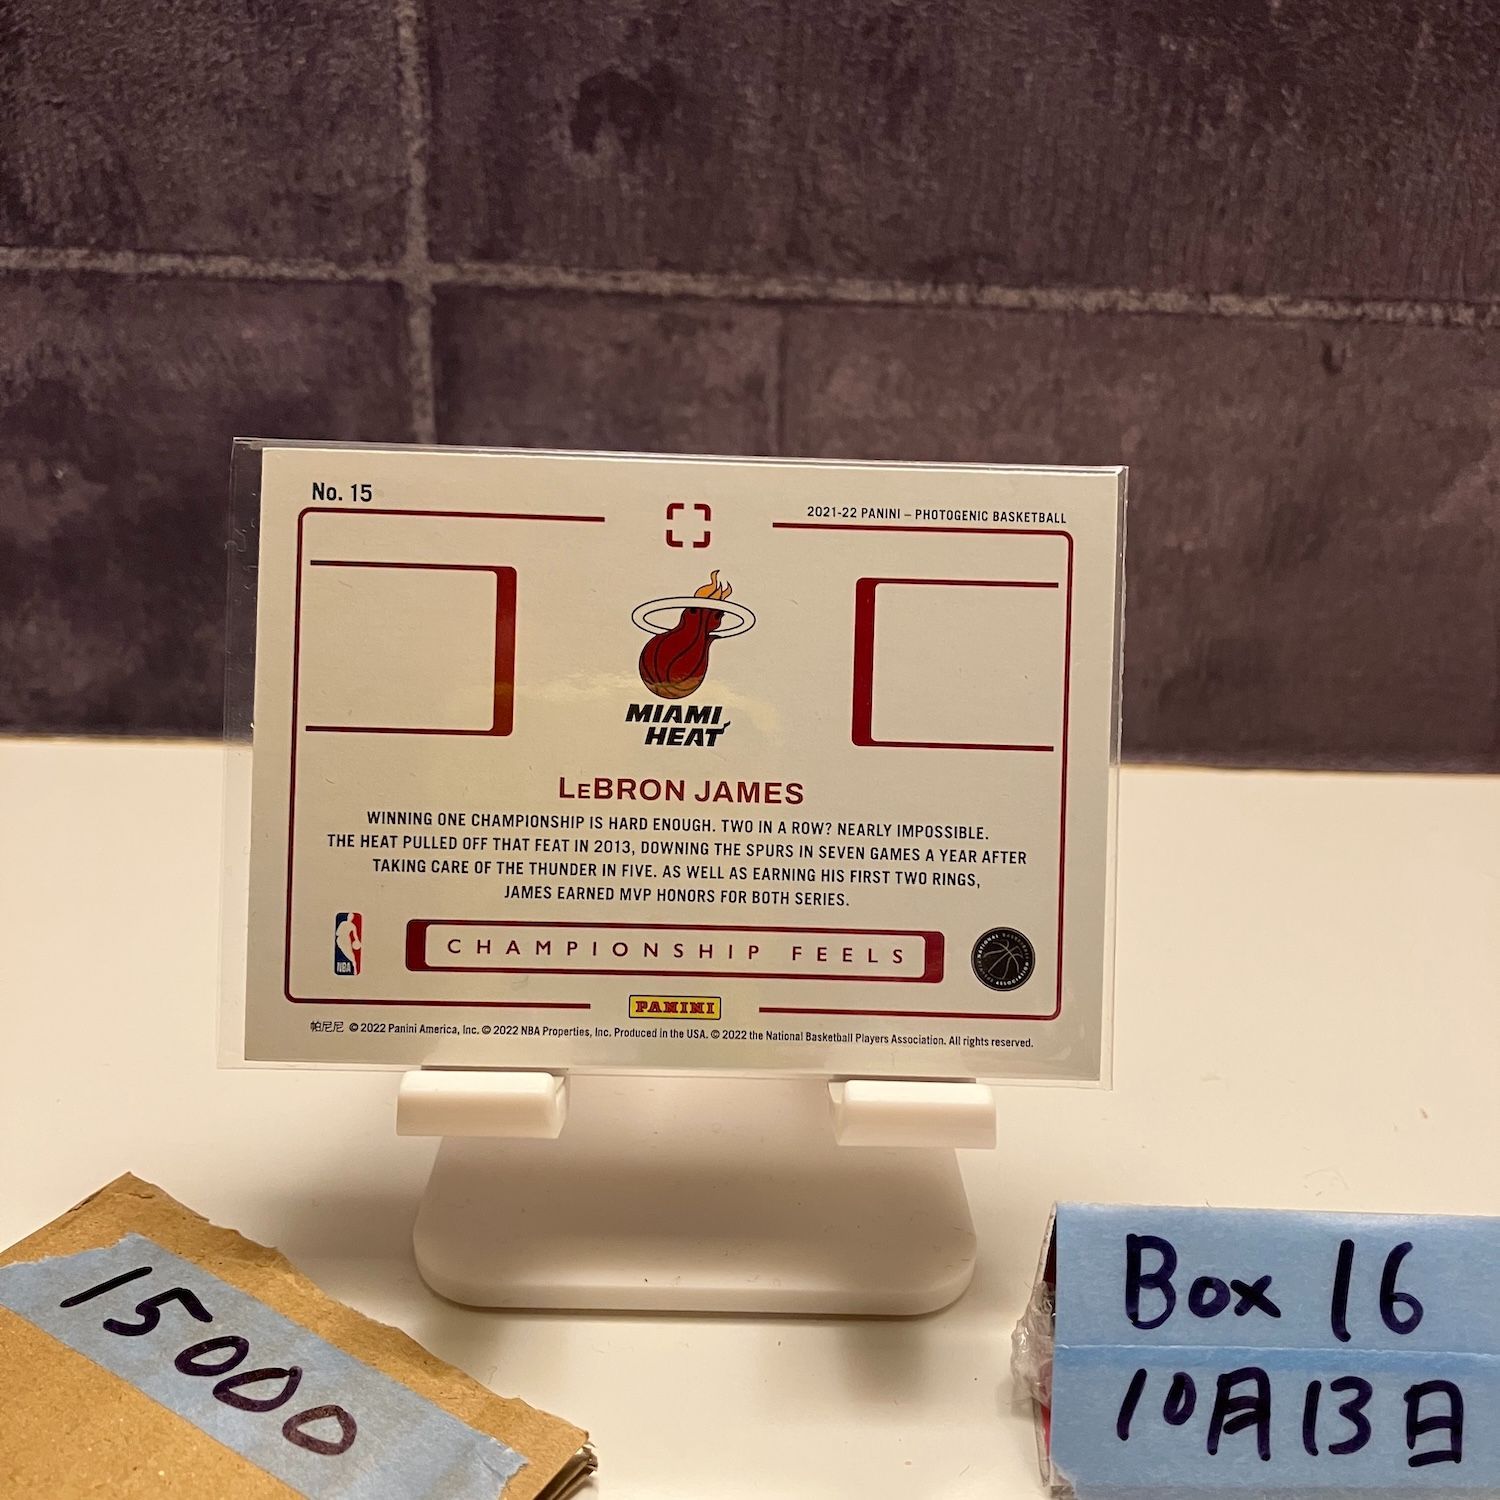 No. 15
2021-22 PANINI – PHOTOGENIC BASKETBALL
MIAMI
HEAT
LeBRON JAMES
WINNING ONE CHAMPIONSHIP IS HARD ENOUGH. TWO IN A ROW? NEARLY IMPOSSIBLE.
THE HEAT PULLED OFF THAT FEAT IN 2013, DOWNING THE SPURS IN SEVEN GAMES A YEAR AFTER
TAKING CARE OF THE THUNDER IN FIVE. AS WELL AS EARNING HIS FIRST TWO RINGS,
JAMES EARNED MVP HONORS FOR BOTH SERIES.
NBA
CHAMPIONSHIP FEELS
NATIONAL BASKETBALL
PLAYERS ASSOCIATION
PANINI
帕尼尼 © 2022 Panini America, Inc. © 2022 NBA Properties, Inc. Produced in the USA. © 2022 the National Basketball Players Association. All rights reserved.
15000
Box 16
10月13日